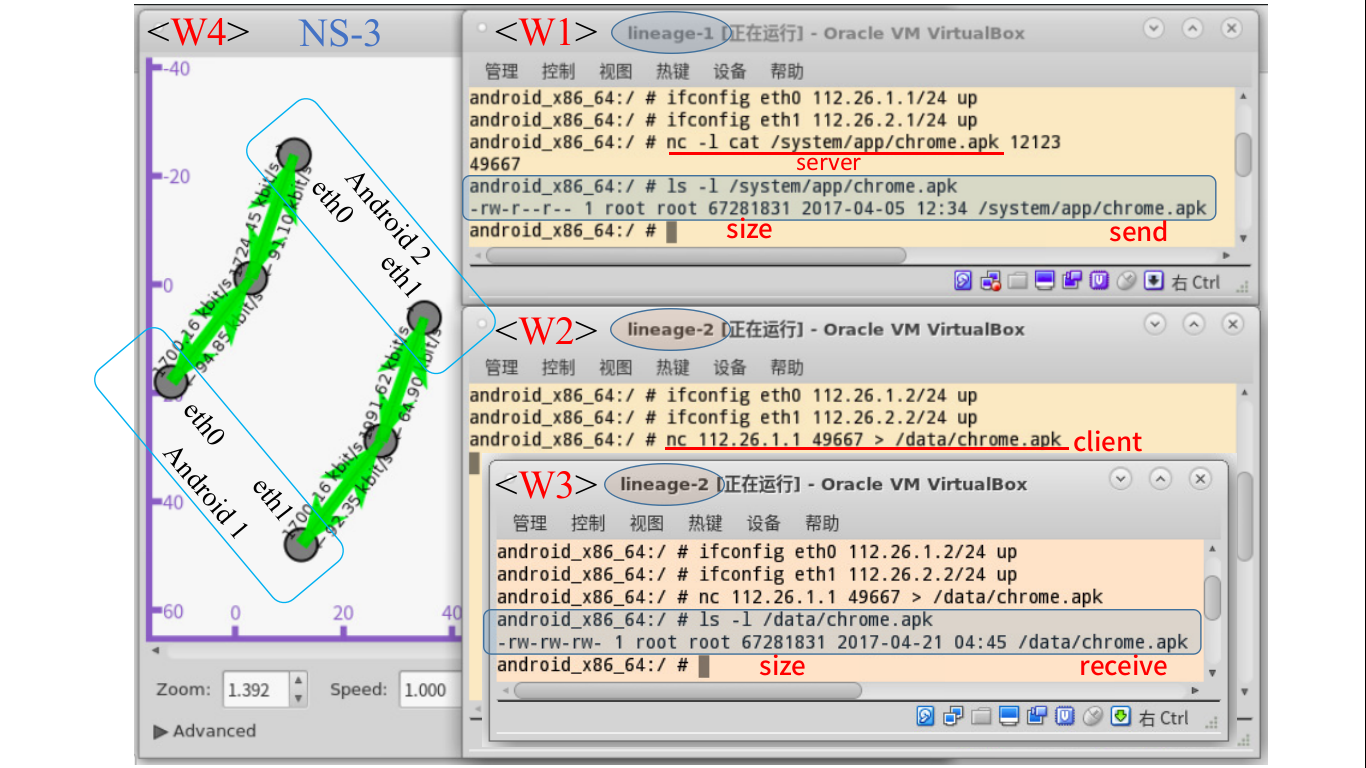 <W4> NS-3
-40
-20
0
40
60
0
20
40
eth0
Android 2
eth1
eth0
Android 1
eth1
91.10 kbit/s
1700.16 kbit/s
94.85 kbit/s
64.90 kbit/s
1700.16 kbit/s
92.35 kbit/s
Zoom: 1.392 Speed: 1.000
Advanced
<W1> lineage-1 [正在运行] - Oracle VM VirtualBox
管理 控制 视图 热键 设备 帮助
android_x86_64:/ # ifconfig eth0 112.26.1.1/24 up
android_x86_64:/ # ifconfig eth1 112.26.2.1/24 up
android_x86_64:/ # nc -l cat /system/app/chrome.apk 12123
49667
server
android_x86_64:/ # ls -l /system/app/chrome.apk
-rw-r--r-- 1 root root 67281831 2017-04-05 12:34 /system/app/chrome.apk
android_x86_64:/ #
size send
右 Ctrl
<W2> lineage-2 [正在运行] - Oracle VM VirtualBox
管理 控制 视图 热键 设备 帮助
android_x86_64:/ # ifconfig eth0 112.26.1.2/24 up
android_x86_64:/ # ifconfig eth1 112.26.2.2/24 up
android_x86_64:/ # nc 112.26.1.1 49667 > /data/chrome.apk client
<W3> lineage-2 [正在运行] - Oracle VM VirtualBox
管理 控制 视图 热键 设备 帮助
android_x86_64:/ # ifconfig eth0 112.26.1.2/24 up
android_x86_64:/ # ifconfig eth1 112.26.2.2/24 up
android_x86_64:/ # nc 112.26.1.1 49667 > /data/chrome.apk
android_x86_64:/ # ls -l /data/chrome.apk
-rw-rw-rw- 1 root root 67281831 2017-04-21 04:45 /data/chrome.apk
android_x86_64:/ #
size receive
右 Ctrl